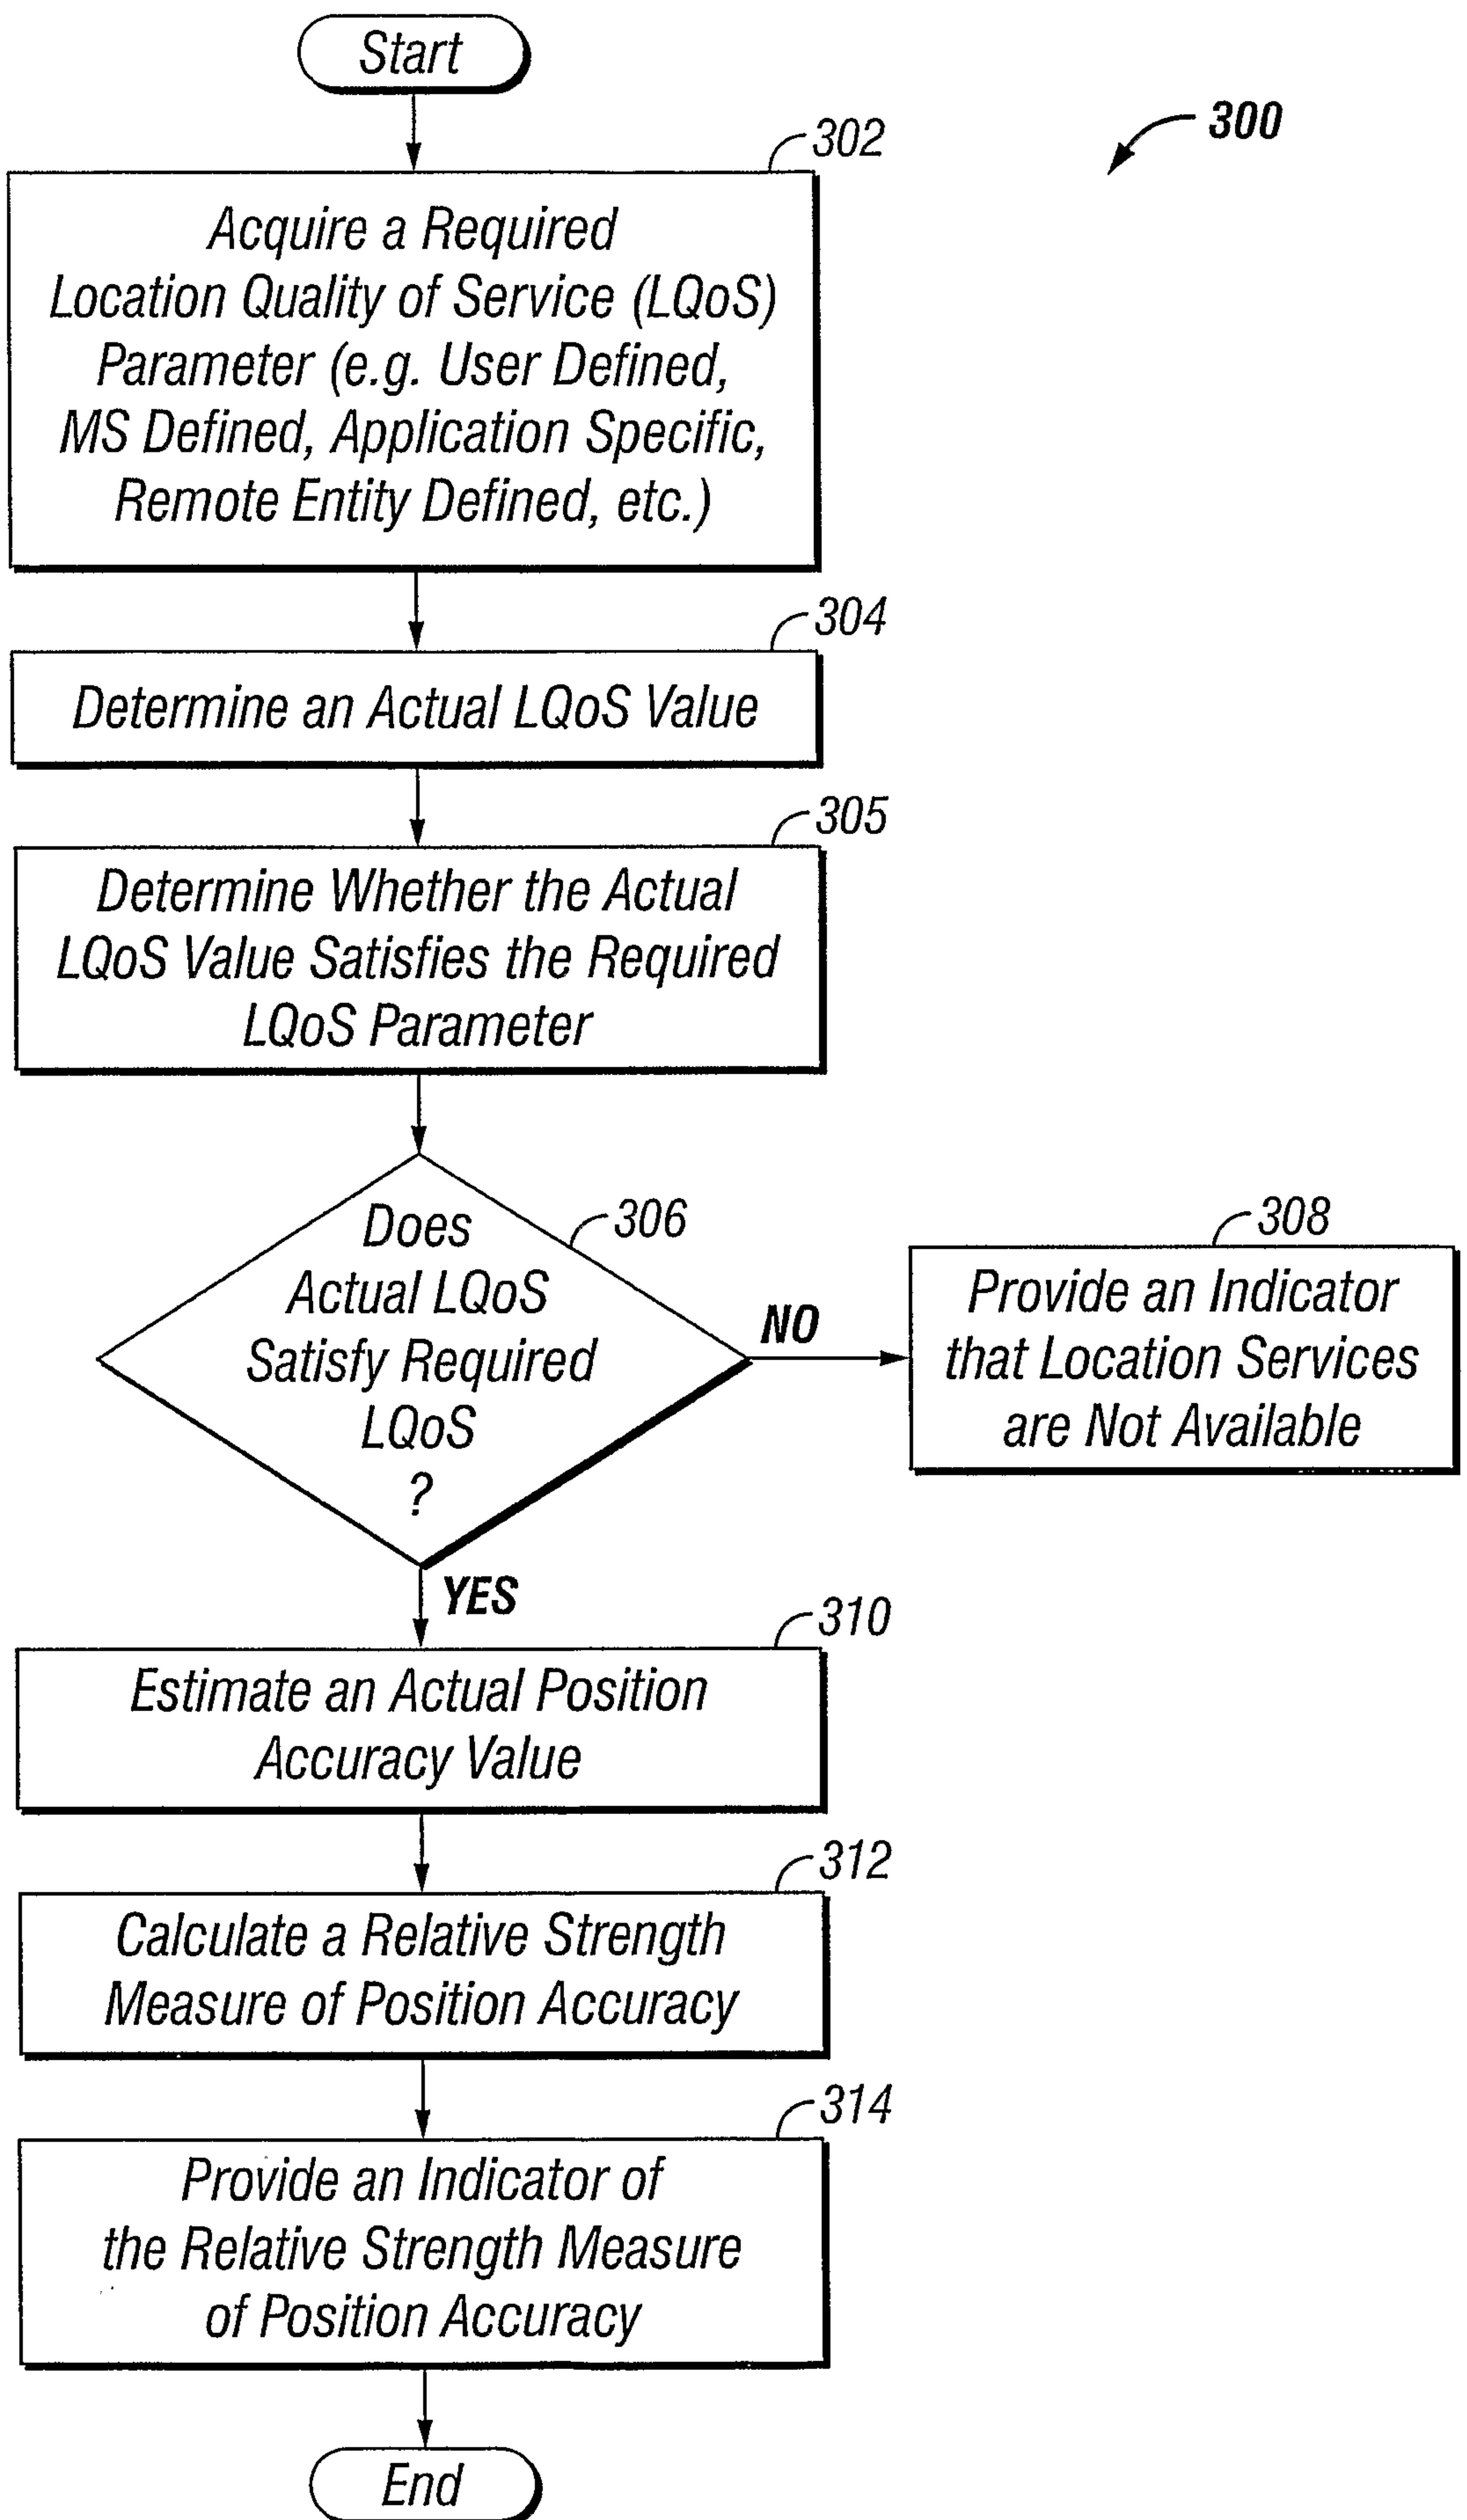 Start
300
302
Acquire a Required
Location Quality of Service (LQoS)
Parameter (e.g. User Defined,
MS Defined, Application Specific,
Remote Entity Defined, etc.)
304
Determine an Actual LQoS Value
305
Determine Whether the Actual
LQoS Value Satisfies the Required
LQoS Parameter
306
Does
Actual LQoS
Satisfy Required
LQoS
?
NO
308
Provide an Indicator
that Location Services
are Not Available
YES
310
Estimate an Actual Position
Accuracy Value
312
Calculate a Relative Strength
Measure of Position Accuracy
314
Provide an Indicator of
the Relative Strength Measure
of Position Accuracy
End